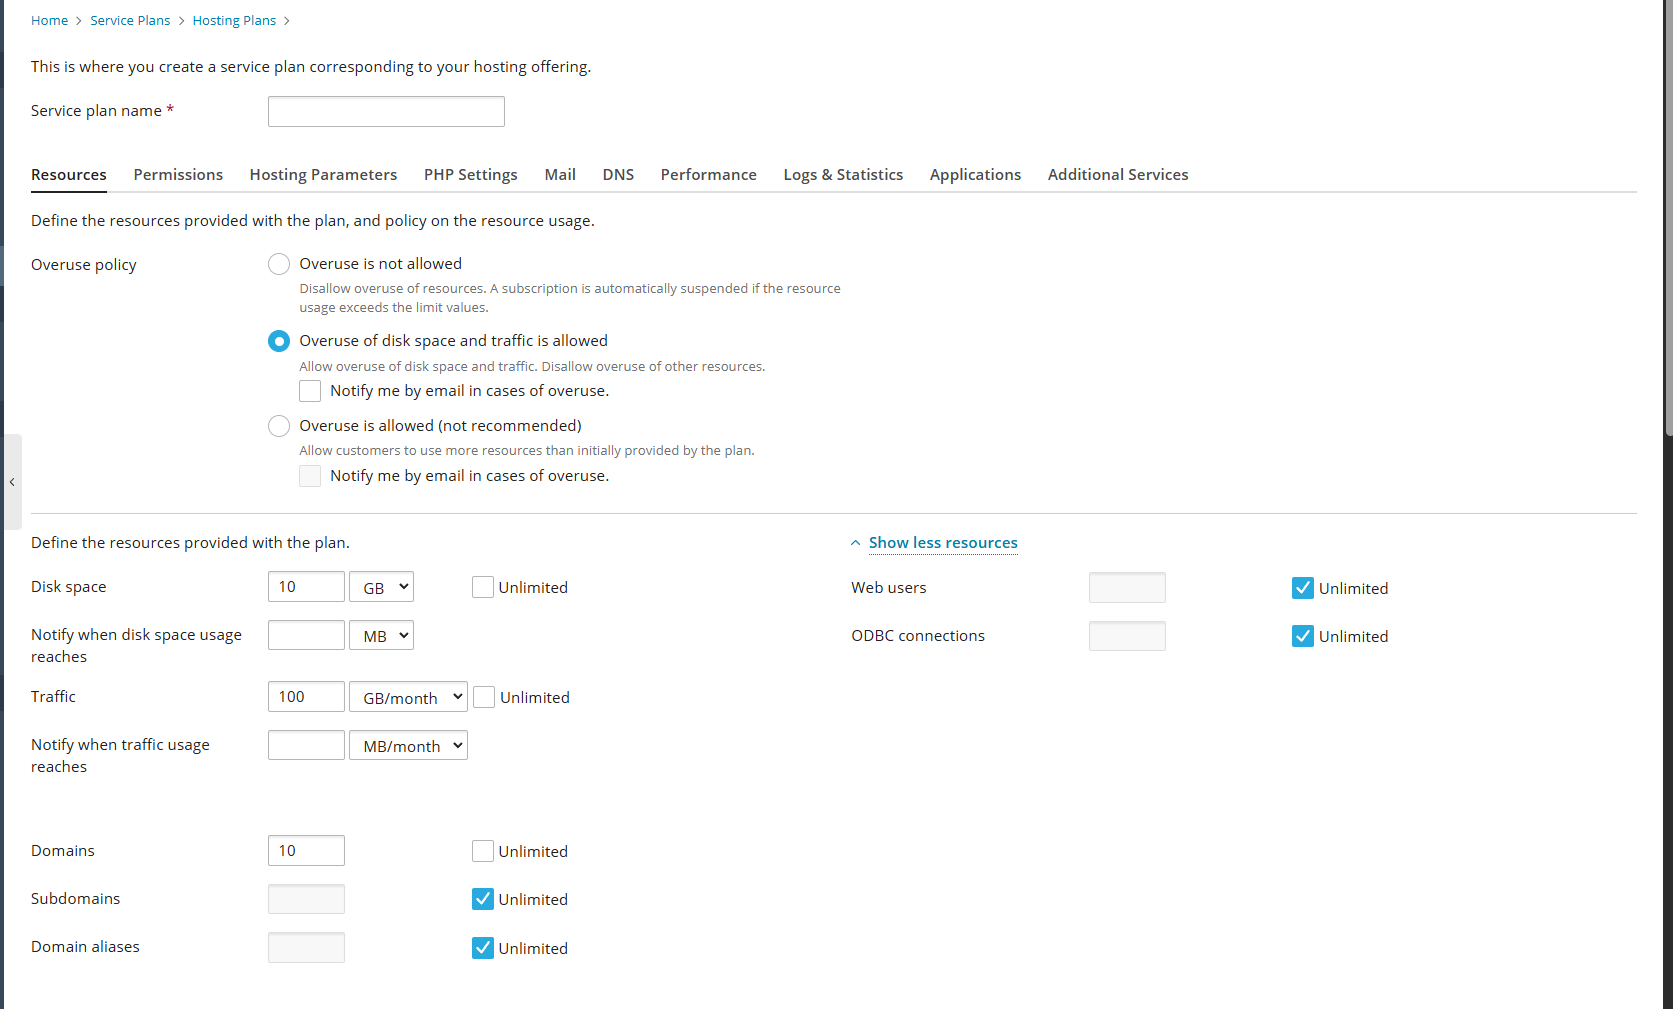 Home > Service Plans > Hosting Plans >
This is where you create a service plan corresponding to your hosting offering.
Service plan name *
Resources Permissions Hosting Parameters PHP Settings Mail DNS Performance Logs & Statistics Applications Additional Services
Define the resources provided with the plan, and policy on the resource usage.
Overuse policy
Overuse is not allowed
Disallow overuse of resources. A subscription is automatically suspended if the resource
usage exceeds the limit values.
Overuse of disk space and traffic is allowed
Allow overuse of disk space and traffic. Disallow overuse of other resources.
Notify me by email in cases of overuse.
Overuse is allowed (not recommended)
Allow customers to use more resources than initially provided by the plan.
Notify me by email in cases of overuse.
Define the resources provided with the plan.
Disk space 10 GB Unlimited
Notify when disk space usage
reaches
MB
Traffic 100 GB/month Unlimited
Notify when traffic usage
reaches
MB/month
Domains 10 Unlimited
Subdomains Unlimited
Domain aliases Unlimited
Show less resources
Web users Unlimited
ODBC connections Unlimited